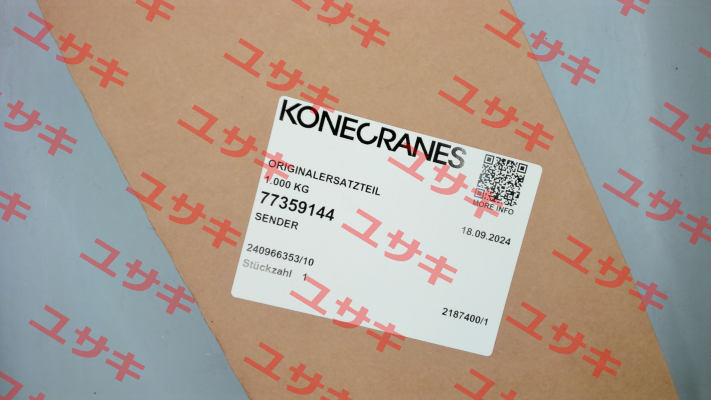 KONECRANES
ORIGINALERSATZTEIL
1.000 KG
77359144
SENDER
MORE INFO
18.09.2024
240966353/10
Stückzahl 1
2187400/1
ユサキ